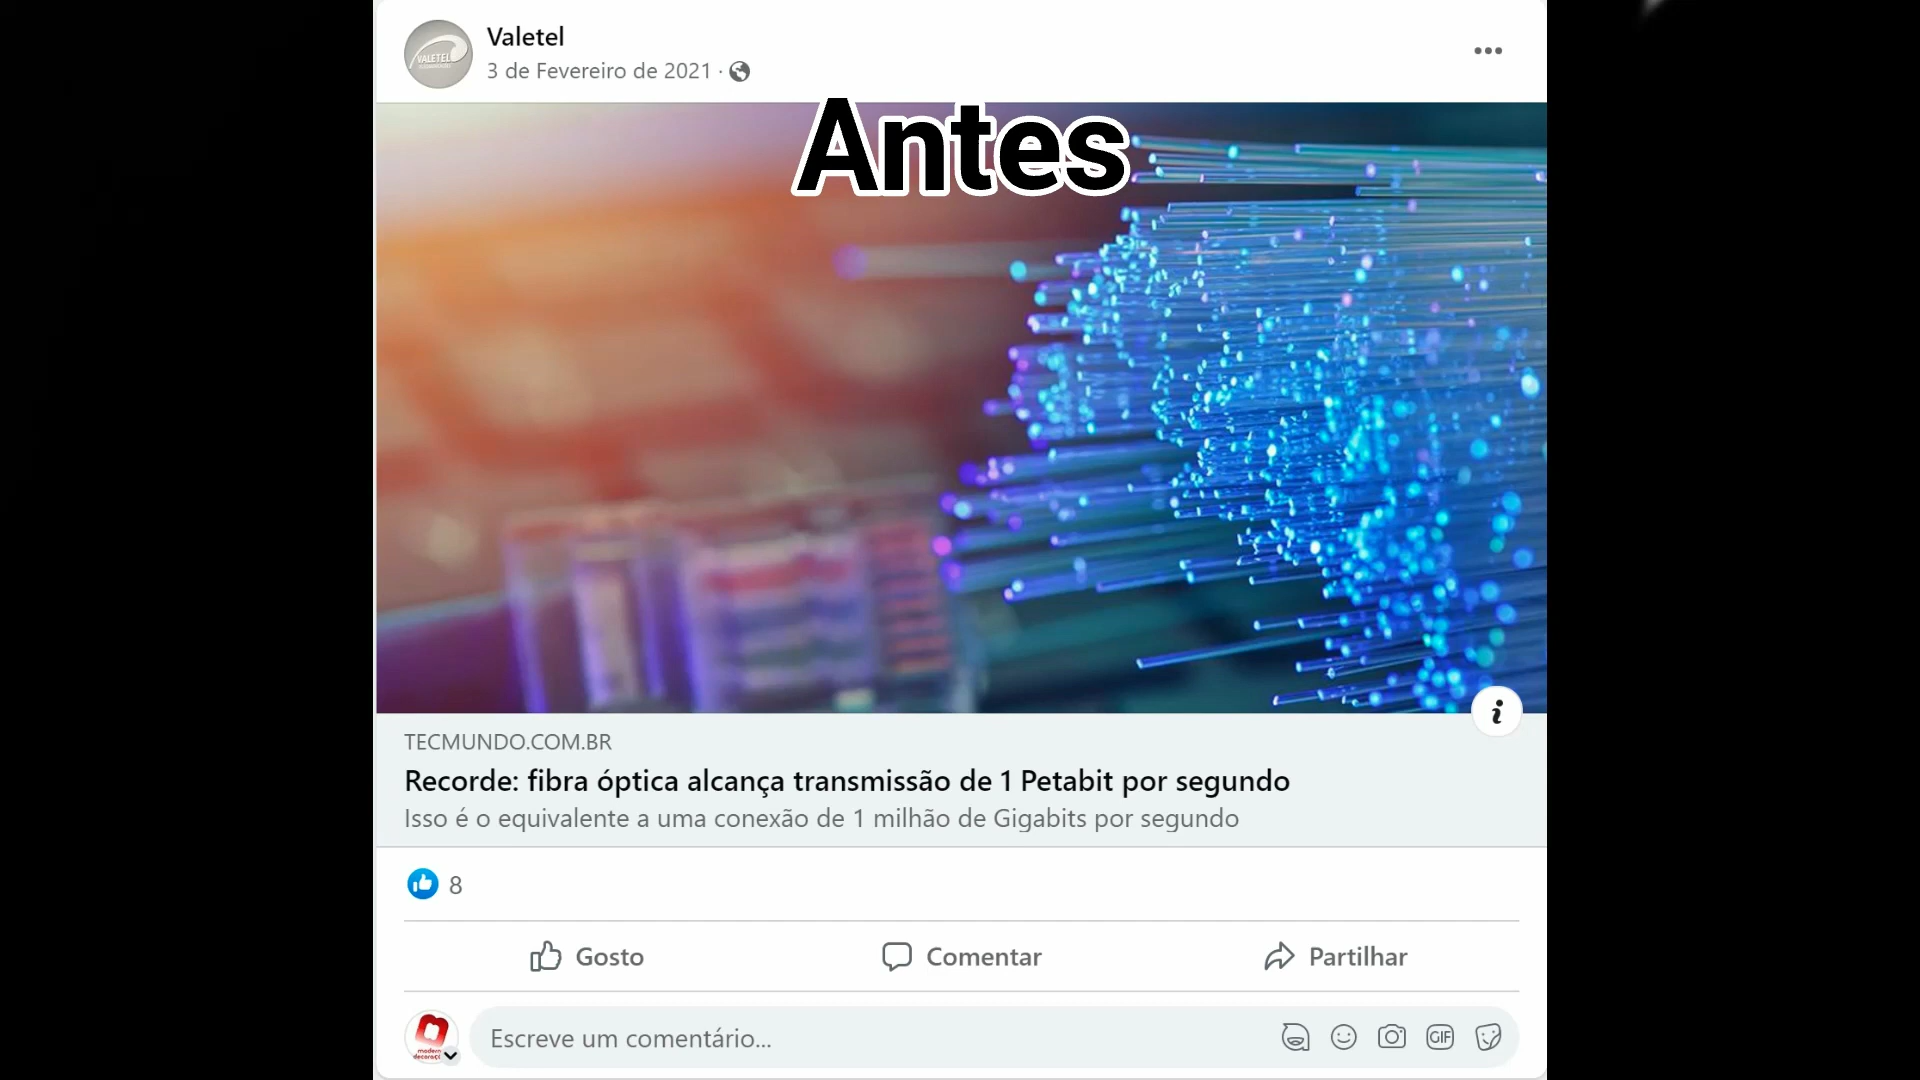 Valetel
3 de Fevereiro de 2021 ·
VALETEL
Antes
TECMUNDO.COM.BR
Recorde: fibra óptica alcança transmissão de 1 Petabit por segundo
Isso é o equivalente a uma conexão de 1 milhão de Gigabits por segundo
8
Gosto
Comentar
Partilhar
Escreve um comentário...
GIF